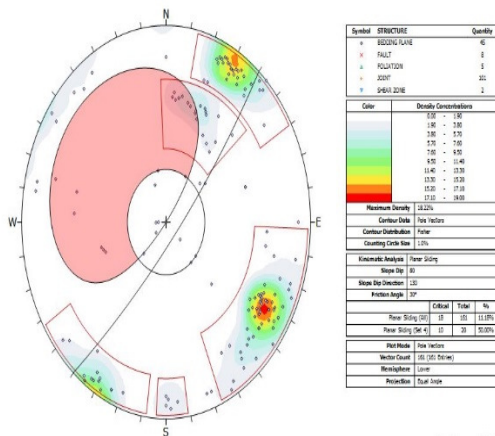 N
W
E
S
Symbol STRUCTURE Quantity
BEDDING PLANE 45
FAULT 8
FOLIATION 5
JOINT 101
SHEAR ZONE 2
Color Density Concentrations
0.00 - 1.90
1.90 - 3.80
3.80 - 5.70
5.70 - 7.60
7.60 - 9.50
9.50 - 11.40
11.40 - 13.30
13.30 - 15.20
15.20 - 17.10
17.10 - 19.00
Maximum Density 18.22%
Contour Data Pole Vectors
Contour Distribution Fisher
Counting Circle Size 1.0%
Kinematic Analysis Planar Sliding
Slope Dip 80
Slope Dip Direction 130
Friction Angle 30°
Critical Total %
Planar Sliding (All) 18 161 11.18%
Planar Sliding (Set 4) 10 20 50.00%
Plot Mode Pole Vectors
Vector Count 161 (161 Entries)
Hemisphere Lower
Projection Equal Angle